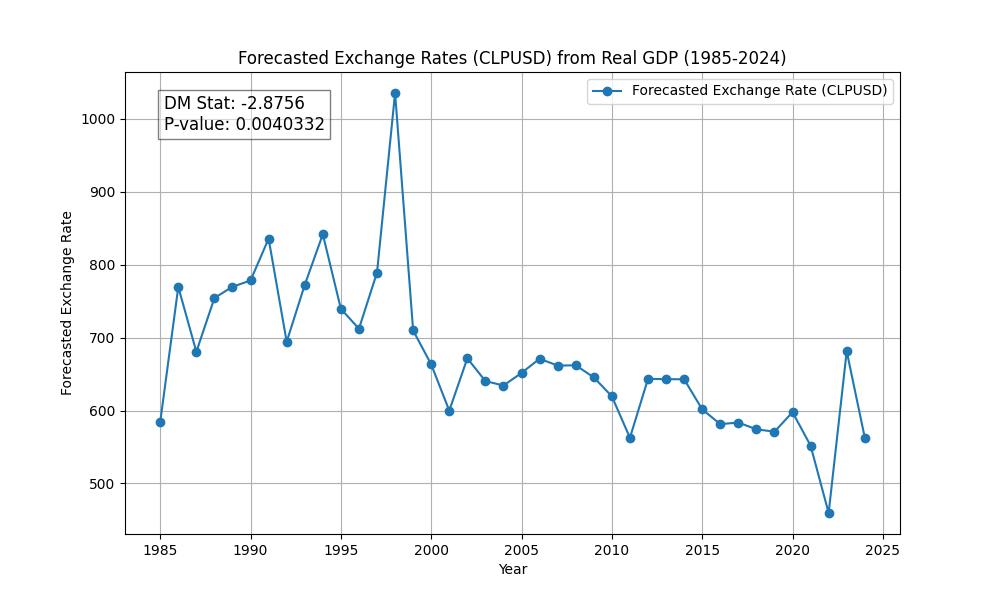 Forecasted Exchange Rates (CLPUSD) from Real GDP (1985-2024)
DM Stat: -2.8756
P-value: 0.0040332
Forecasted Exchange Rate (CLPUSD)
Forecasted Exchange Rate
1000
900
800
700
600
500
1985 1990 1995 2000 2005 2010 2015 2020 2025
Year